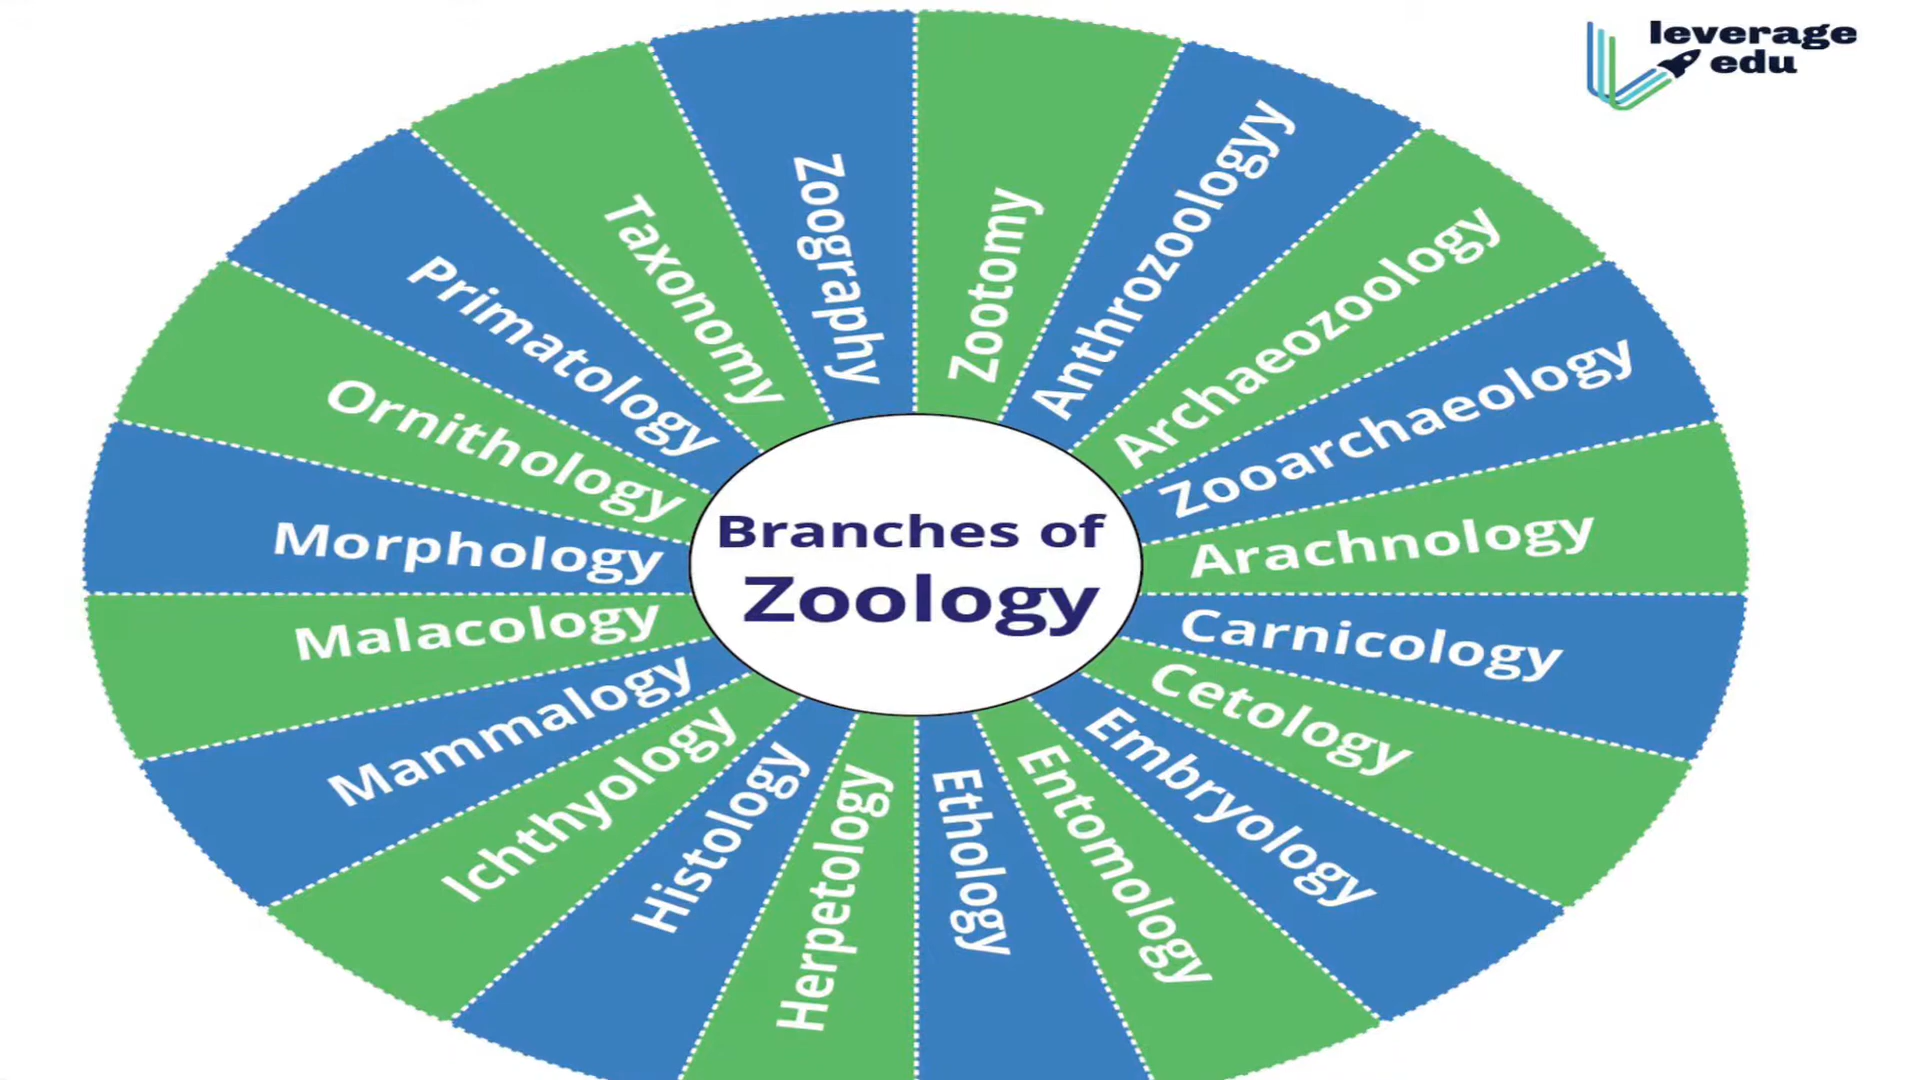 leverage
edu
Branches of
Zoology
Zootomy
Anthrozoologyy
Archaeozoology
Zooarchaeology
Arachnology
Carnicology
Cetology
Embryology
Entomology
Ethology
Herpetology
Histology
Ichthyology
Mammalogy
Malacology
Morphology
Ornithology
Primatology
Taxonomy
Zoography